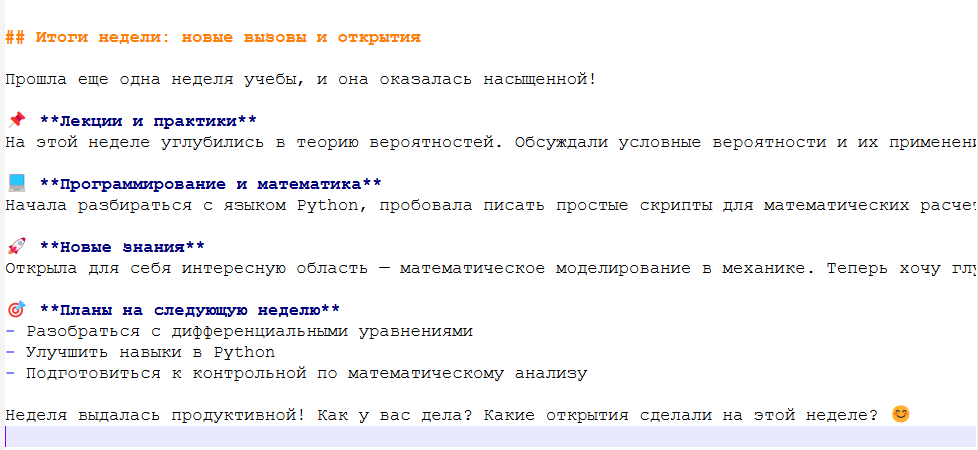 ## Итоги недели: новые вызовы и открытия
Прошла еще одна неделя учебы, и она оказалась насыщенной!
📌 **Лекции и практики**
На этой неделе углубились в теорию вероятностей. Обсуждали условные вероятности и их
💻 **Программирование и математика**
Начала разбираться с языком Python, пробовала писать простые скрипты для математических
🚀 **Новые знания**
Открыла для себя интересную область — математическое моделирование в механике. Теперь хочу
🎯 **Планы на следующую неделю**
- Разобраться с дифференциальными уравнениями
- Улучшить навыки в Python
- Подготовиться к контрольной по математическому анализу
Неделя выдалась продуктивной! Как у вас дела? Какие открытия сделали на этой неделе? 😊